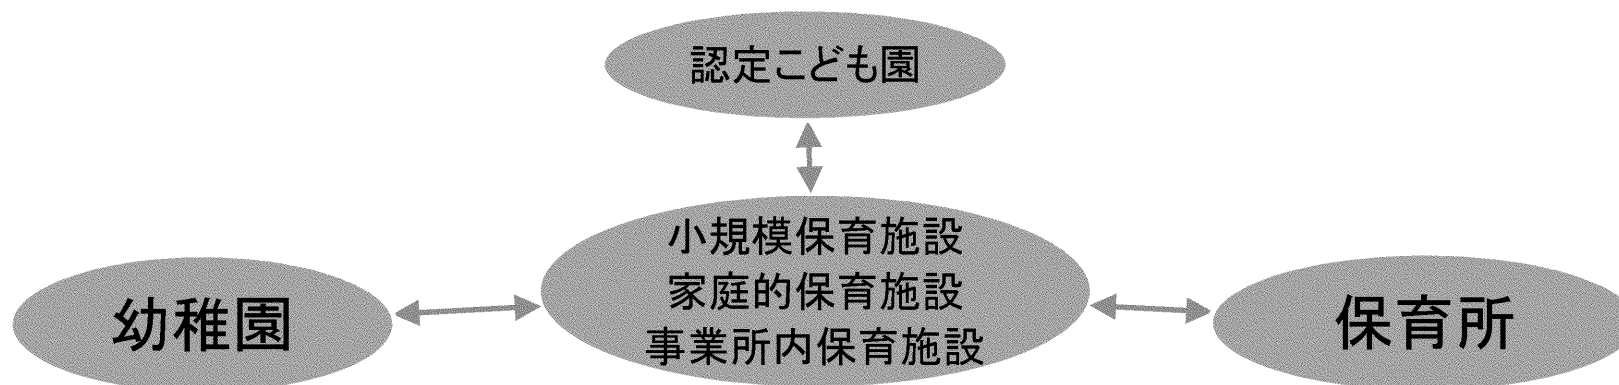 認定こども園
小規模保育施設
家庭的保育施設
事業所内保育施設
幼稚園
保育所